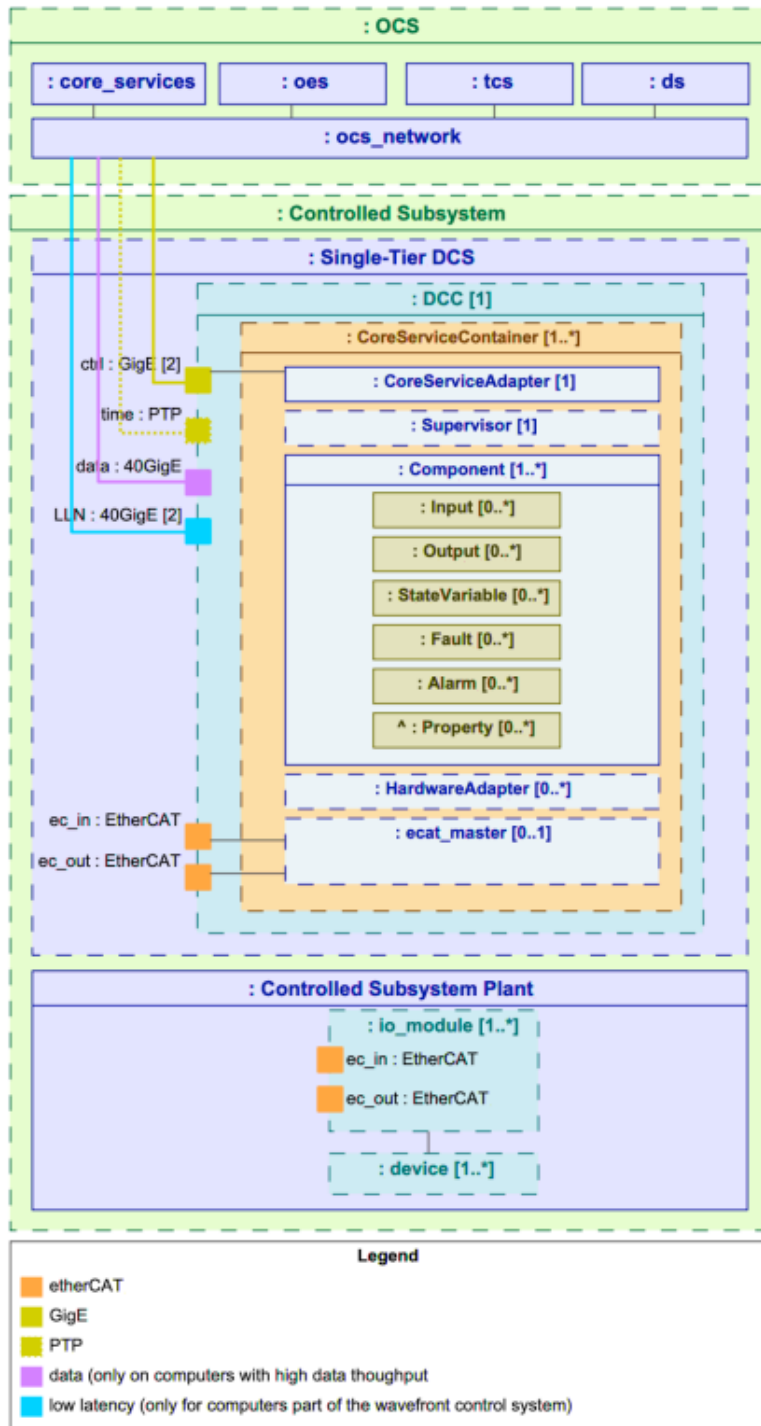 : OCS
: core_services
: oes
: tcs
: ds
: ocs_network
: Controlled Subsystem
: Single-Tier DCS
: DCC [1]
: CoreServiceContainer [1..*]
ctrl : GigE [2]
: CoreServiceAdapter [1]
time : PTP
: Supervisor [1]
data : 40GigE
: Component [1..*]
LLN : 40GigE [2]
: Input [0..*]
: Output [0..*]
: StateVariable [0..*]
: Fault [0..*]
: Alarm [0..*]
^ : Property [0..*]
: HardwareAdapter [0..*]
ec_in : EtherCAT
: ecat_master [0..1]
ec_out : EtherCAT
: Controlled Subsystem Plant
: io_module [1..*]
ec_in : EtherCAT
ec_out : EtherCAT
: device [1..*]
Legend
etherCAT
GigE
PTP
data (only on computers with high data thoughput
low latency (only for computers part of the wavefront control system)